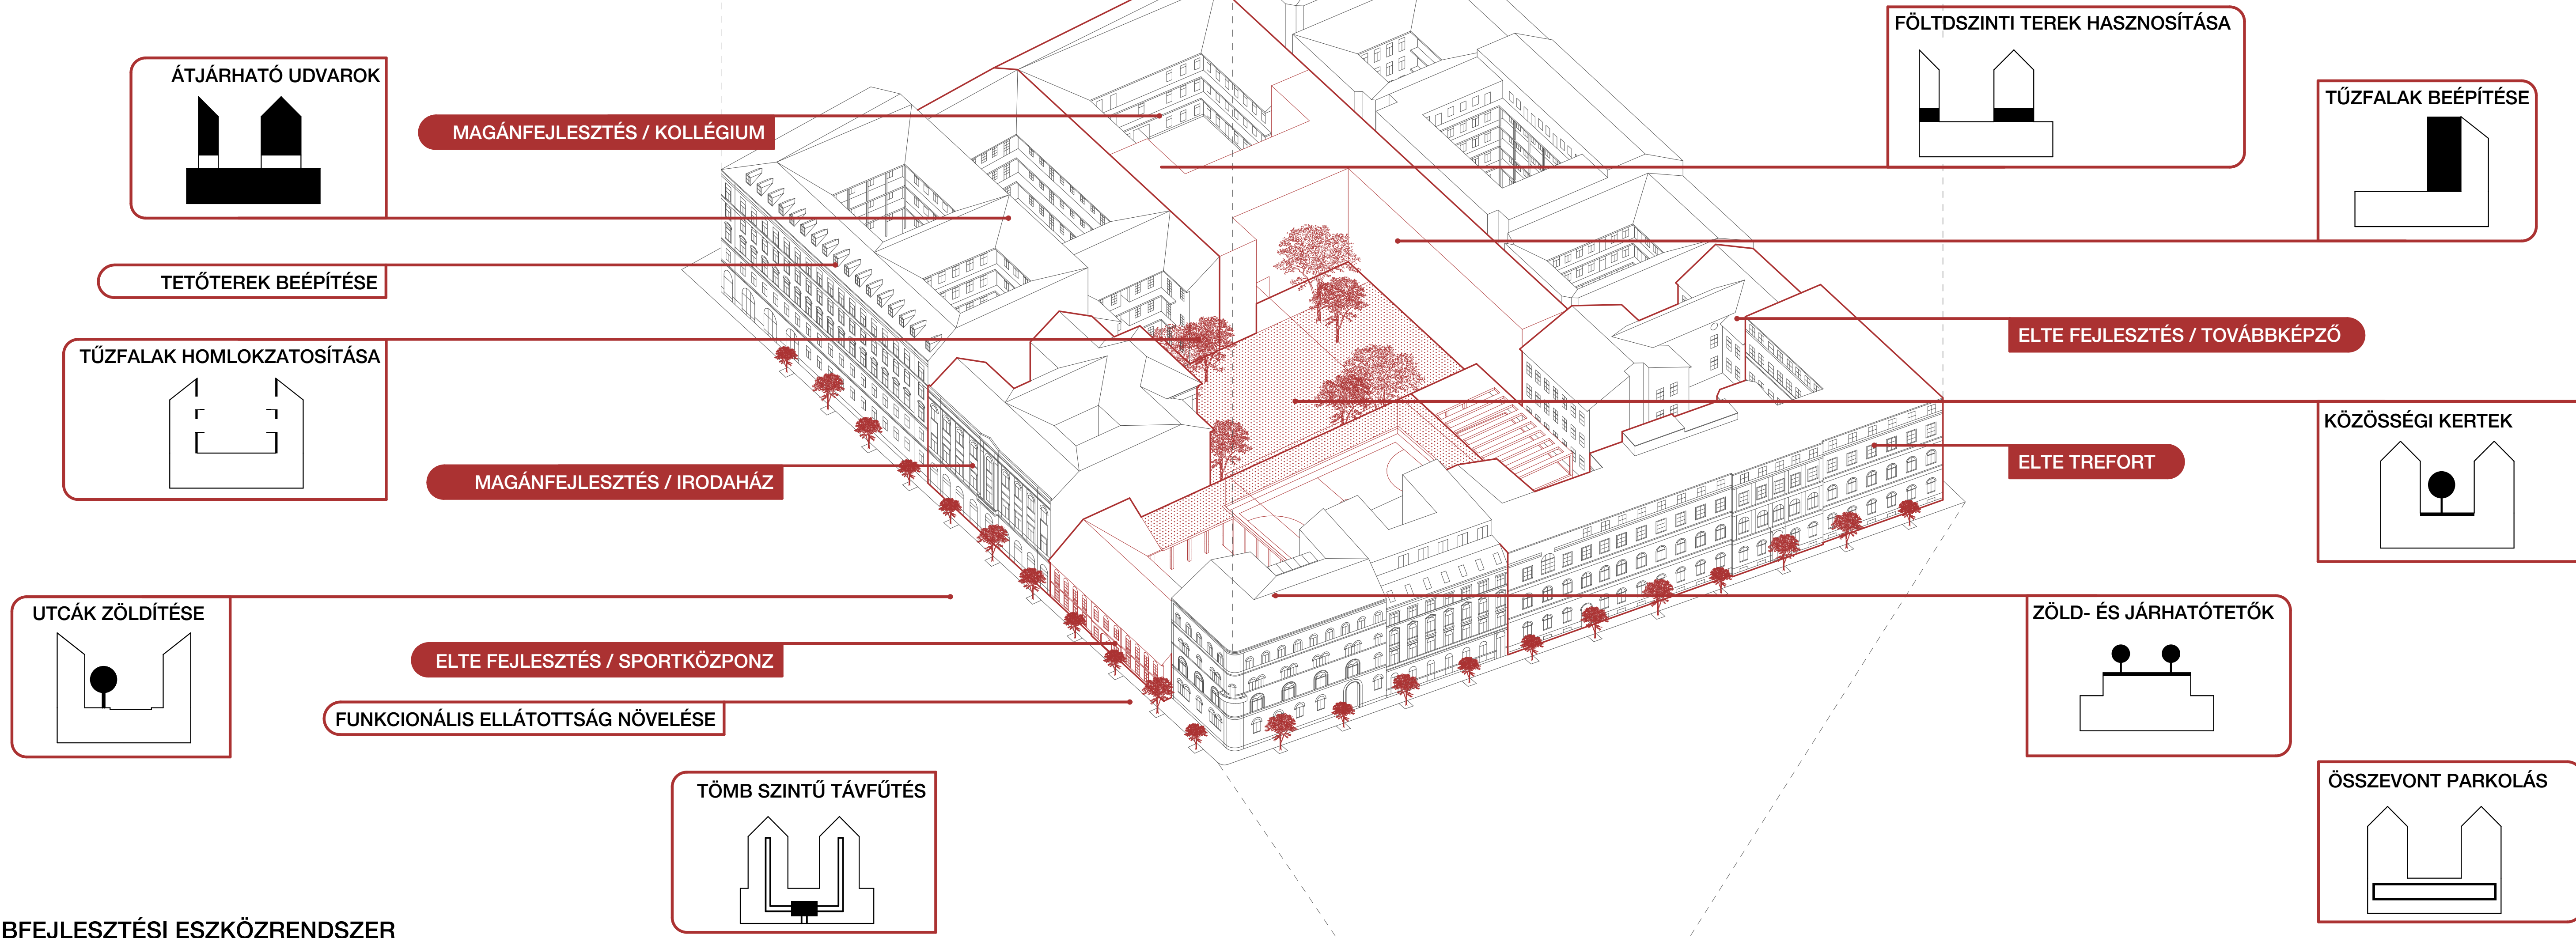 FÖLTDSZINTI TEREK HASZNOSÍTÁSA
ÁTJÁRHATÓ UDVAROK
TŰZFALAK BEÉPÍTÉSE
MAGÁNFEJLESZTÉS / KOLLÉGIUM
TETŐTEREK BEÉPÍTÉSE
ELTE FEJLESZTÉS / TOVÁBBKÉPZŐ
TŰZFALAK HOMLOKZATOSÍTÁSA
KÖZÖSSÉGI KERTEK
ELTE TREFORT
MAGÁNFEJLESZTÉS / IRODAHÁZ
UTCÁK ZÖLDÍTÉSE
ZÖLD- ÉS JÁRHATÓTETŐK
ELTE FEJLESZTÉS / SPORTKÖZPONZ
FUNKCIONÁLIS ELLÁTOTTSÁG NÖVELÉSE
TÖMB SZINTŰ TÁVFŰTÉS
ÖSSZEVONT PARKOLÁS
BFEJLESZTÉSI ESZKÖZRENDSZER